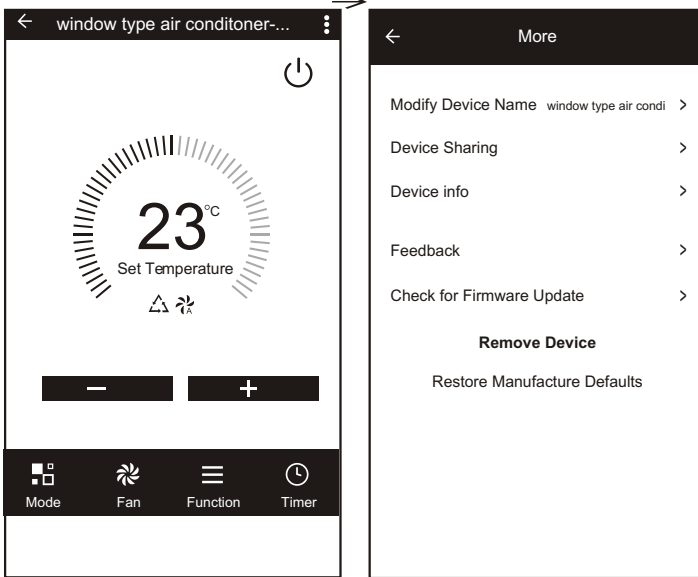 window type air conditoner-...
23°C
Set Temperature
A
Mode Fan Function Timer
More
Modify Device Name window type air condi
Device Sharing
Device info
Feedback
Check for Firmware Update
Remove Device
Restore Manufacture Defaults